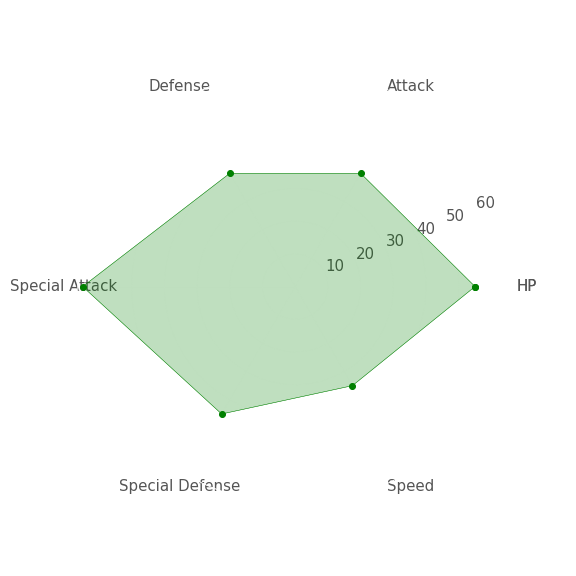 Defense
Attack
60
50
40
30
20
10
Special Attack
HP
Special Defense
Speed